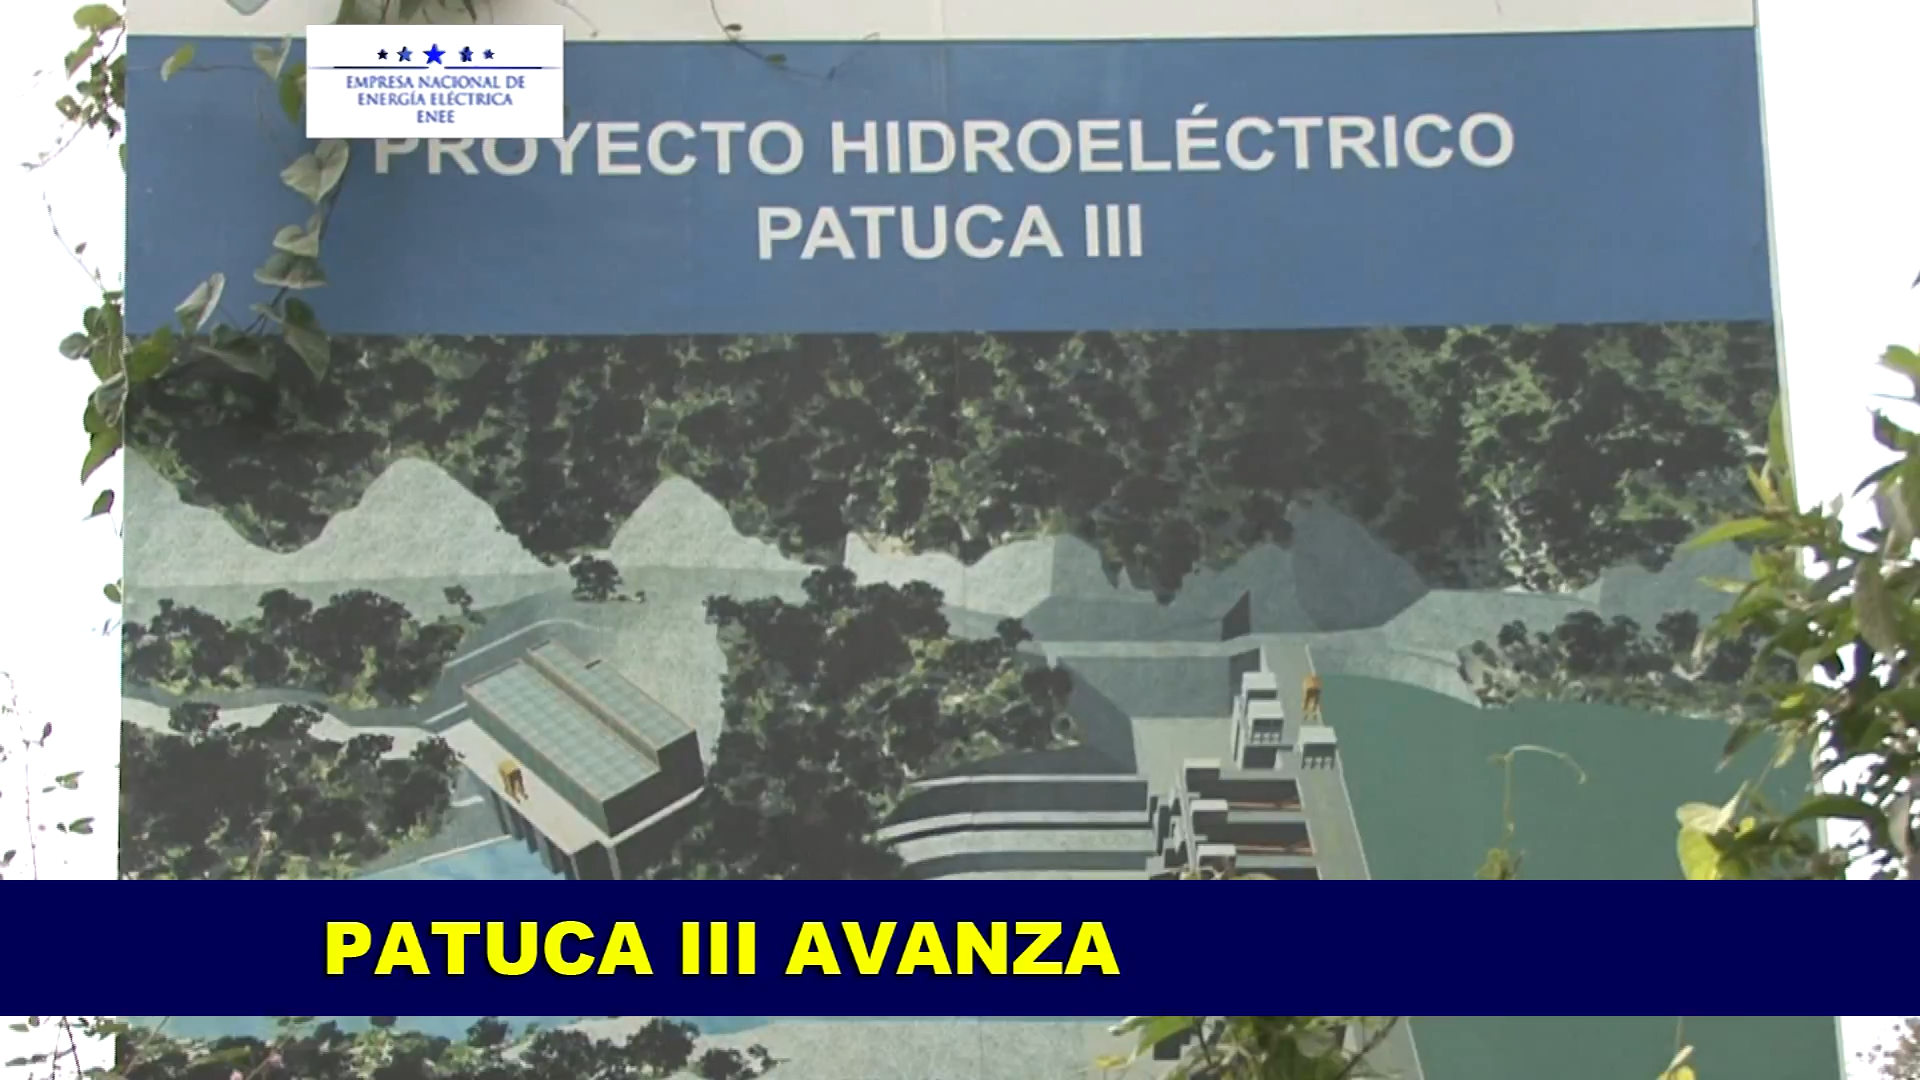 EMPRESA NACIONAL DE
ENERGÍA ELÉCTRICA
ENEE
PROYECTO HIDROELÉCTRICO
PATUCA III
PATUCA III AVANZA